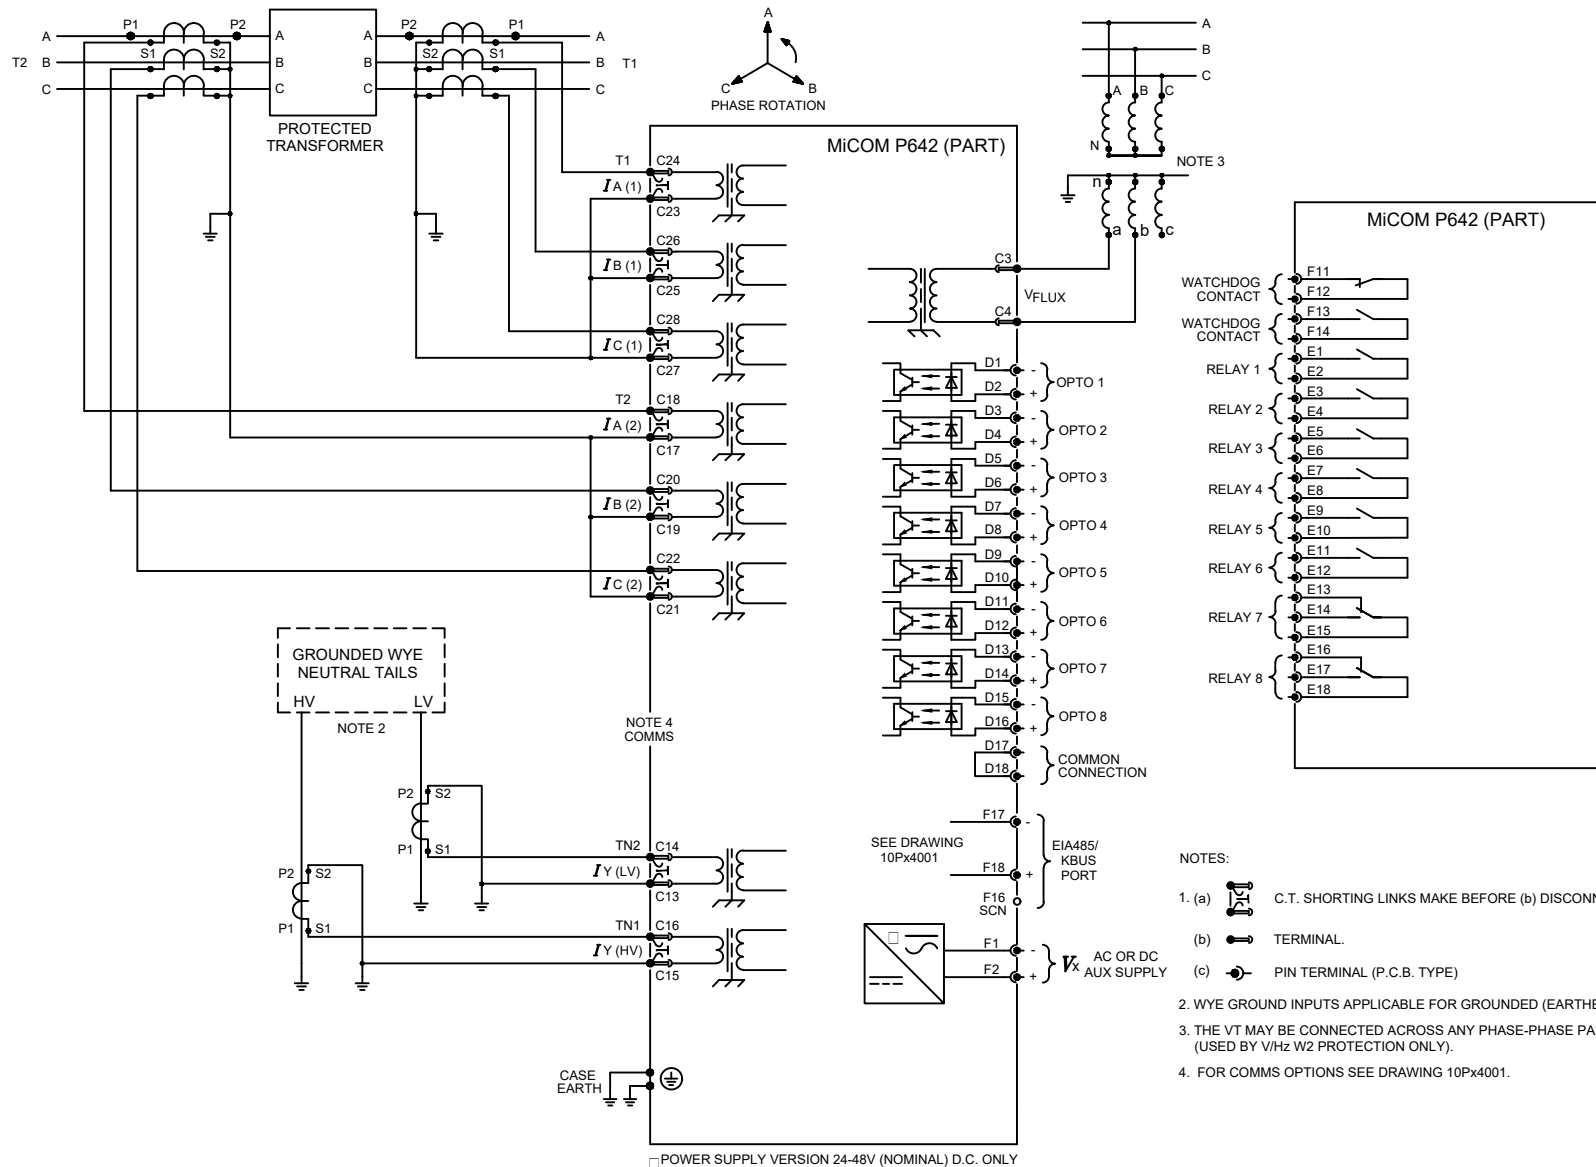 P1
P2
P2
P1
A
A
A
A
S1
S2
S2
S1
T2
B
B
B
B
T1
C
C
C
C
PROTECTED
TRANSFORMER
A
C
B
PHASE ROTATION
A
B
C
A
B
C
N
NOTE 3
n
a
b
c
MiCOM P642 (PART)
T1
C24
I A (1)
C23
C26
I B (1)
C25
C28
I C (1)
C27
T2
C18
I A (2)
C17
C20
I B (2)
C19
C22
I C (2)
C21
C3
VFLUX
C4
D1
-
D2
+
OPTO 1
D3
-
D4
+
OPTO 2
D5
-
D6
+
OPTO 3
D7
-
D8
+
OPTO 4
D9
-
D10
+
OPTO 5
D11
-
D12
+
OPTO 6
D13
-
D14
+
OPTO 7
D15
-
D16
+
OPTO 8
D17
D18
COMMON
CONNECTION
GROUNDED WYE
NEUTRAL TAILS
HV
LV
NOTE 2
NOTE 4
COMMS
P2
S2
P1
S1
TN2
C14
I Y (LV)
C13
P2
S2
P1
S1
TN1
C16
I Y (HV)
C15
SEE DRAWING
10Px4001
F17
-
F18
+
F16
SCN
EIA485/
KBUS
PORT
F1
-
F2
+
Vx
AC OR DC
AUX SUPPLY
CASE
EARTH
POWER SUPPLY VERSION 24-48V (NOMINAL) D.C. ONLY
MiCOM P642 (PART)
WATCHDOG
CONTACT
F11
F12
WATCHDOG
CONTACT
F13
F14
RELAY 1
E1
E2
RELAY 2
E3
E4
RELAY 3
E5
E6
RELAY 4
E7
E8
RELAY 5
E9
E10
RELAY 6
E11
E12
RELAY 7
E13
E14
E15
RELAY 8
E16
E17
E18
NOTES:
1. (a) C.T. SHORTING LINKS MAKE BEFORE (b) DISCONN
(b) TERMINAL.
(c) PIN TERMINAL (P.C.B. TYPE)
2. WYE GROUND INPUTS APPLICABLE FOR GROUNDED (EARTHE
3. THE VT MAY BE CONNECTED ACROSS ANY PHASE-PHASE PA
(USED BY V/Hz W2 PROTECTION ONLY).
4. FOR COMMS OPTIONS SEE DRAWING 10Px4001.